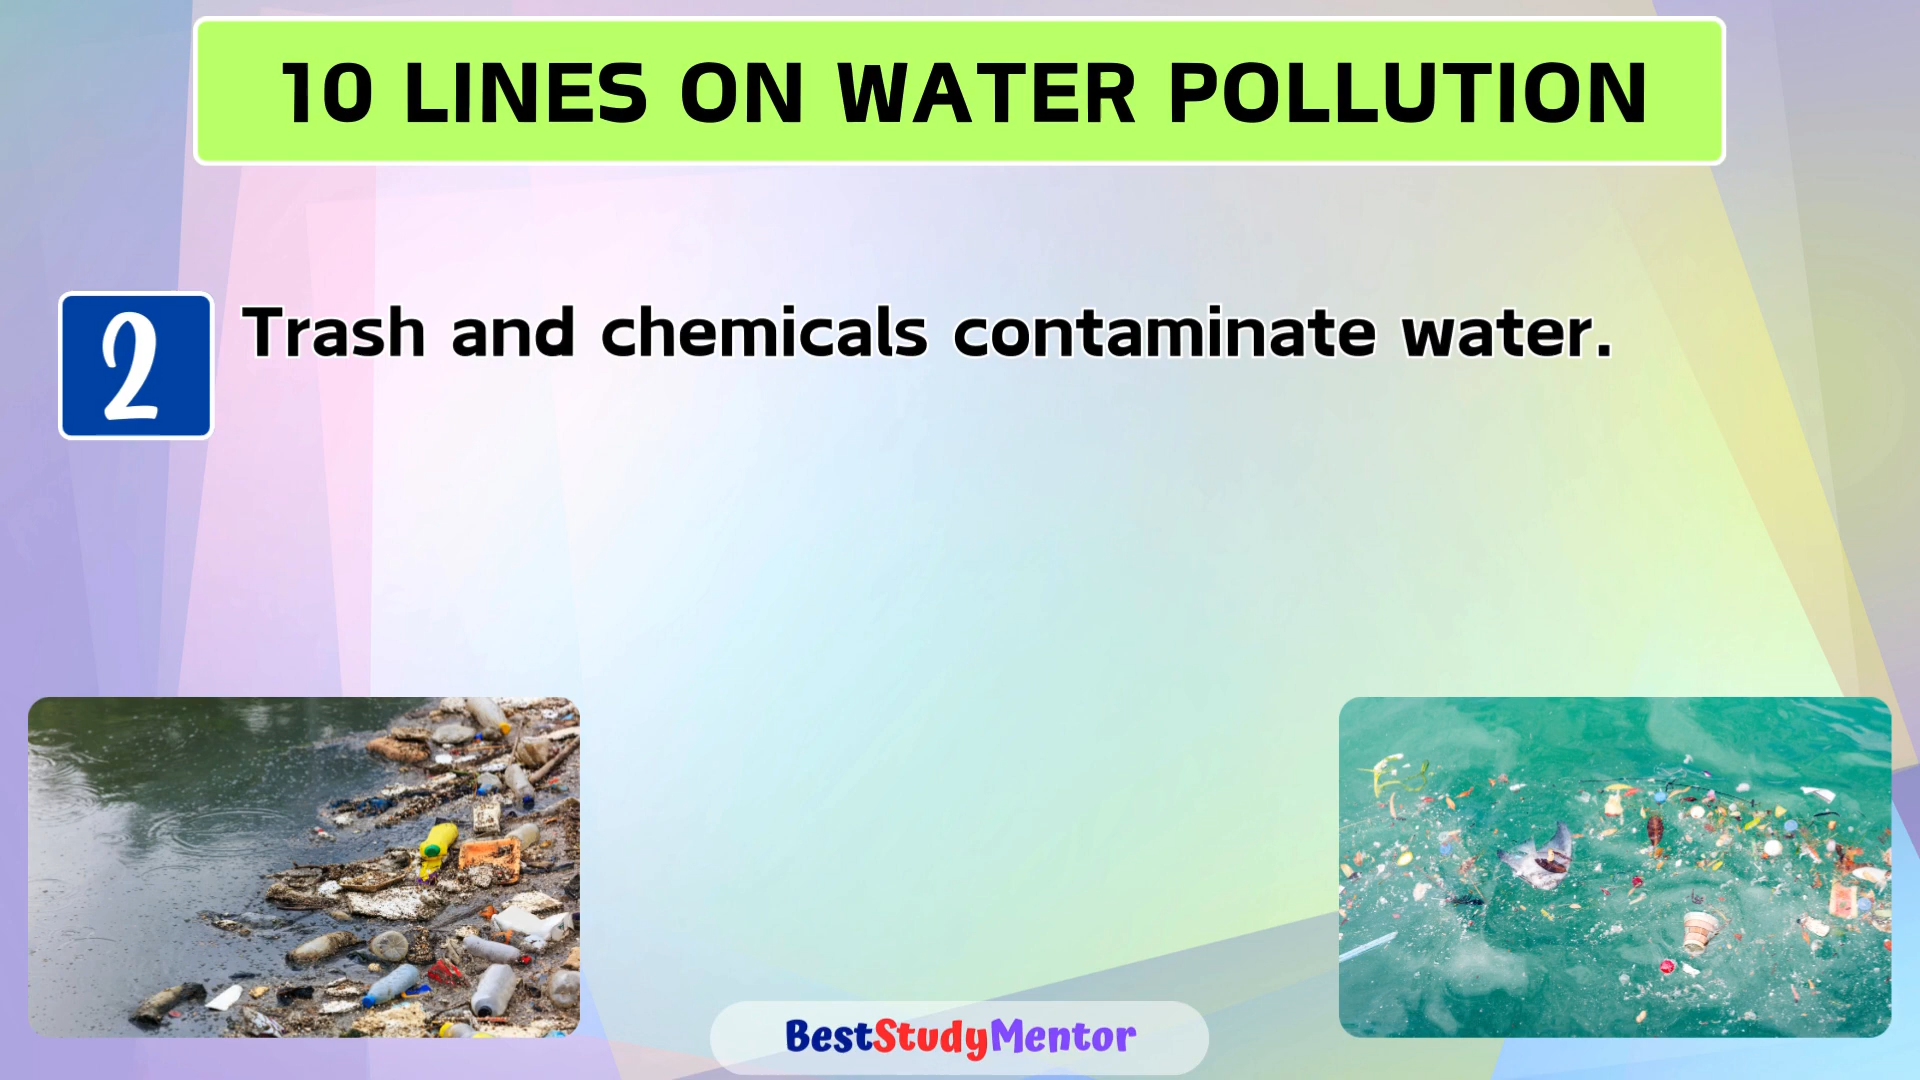 10 LINES ON WATER POLLUTION
2
Trash and chemicals contaminate water.
BestStudyMentor